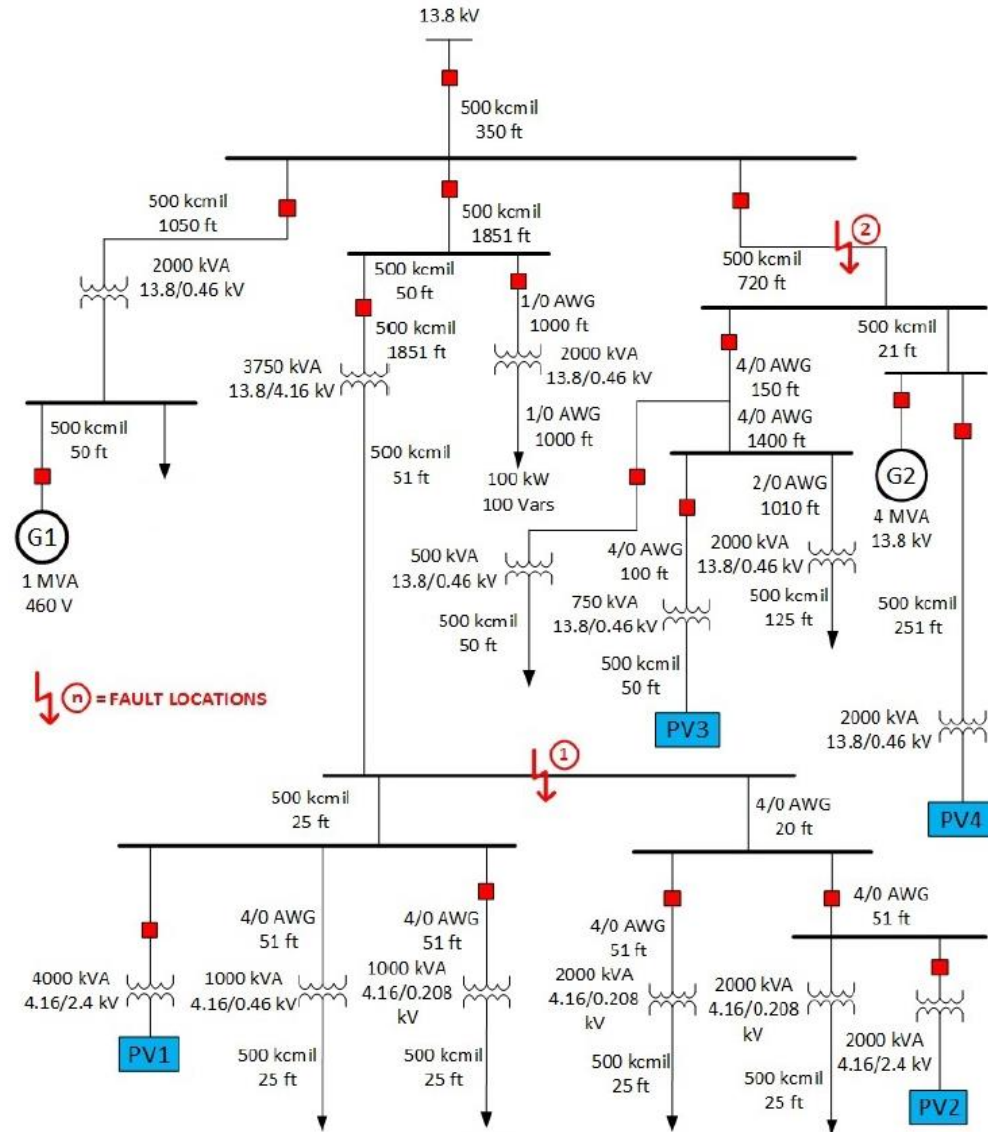 13.8 kV
500 kcmil
350 ft
500 kcmil
1050 ft
500 kcmil
1851 ft
2
500 kcmil
720 ft
2000 kVA
13.8/0.46 kV
500 kcmil
50 ft
500 kcmil
1851 ft
1/0 AWG
1000 ft
3750 kVA
13.8/4.16 kV
2000 kVA
13.8/0.46 kV
1/0 AWG
1000 ft
100 kW
100 Vars
4/0 AWG
150 ft
4/0 AWG
1400 ft
500 kcmil
21 ft
500 kcmil
50 ft
G1
1 MVA
460 V
500 kcmil
51 ft
2/0 AWG
1010 ft
G2
4 MVA
13.8 kV
500 kVA
13.8/0.46 kV
4/0 AWG
100 ft
2000 kVA
13.8/0.46 kV
750 kVA
13.8/0.46 kV
500 kcmil
50 ft
500 kcmil
125 ft
500 kcmil
251 ft
500 kcmil
50 ft
n = FAULT LOCATIONS
PV3
2000 kVA
13.8/0.46 kV
PV4
1
500 kcmil
25 ft
4/0 AWG
20 ft
4/0 AWG
51 ft
4/0 AWG
51 ft
4/0 AWG
51 ft
4/0 AWG
51 ft
4000 kVA
4.16/2.4 kV
PV1
1000 kVA
4.16/0.46 kV
1000 kVA
4.16/0.208
kV
2000 kVA
4.16/0.208
kV
2000 kVA
4.16/0.208
kV
2000 kVA
4.16/2.4 kV
PV2
500 kcmil
25 ft
500 kcmil
25 ft
500 kcmil
25 ft
500 kcmil
25 ft